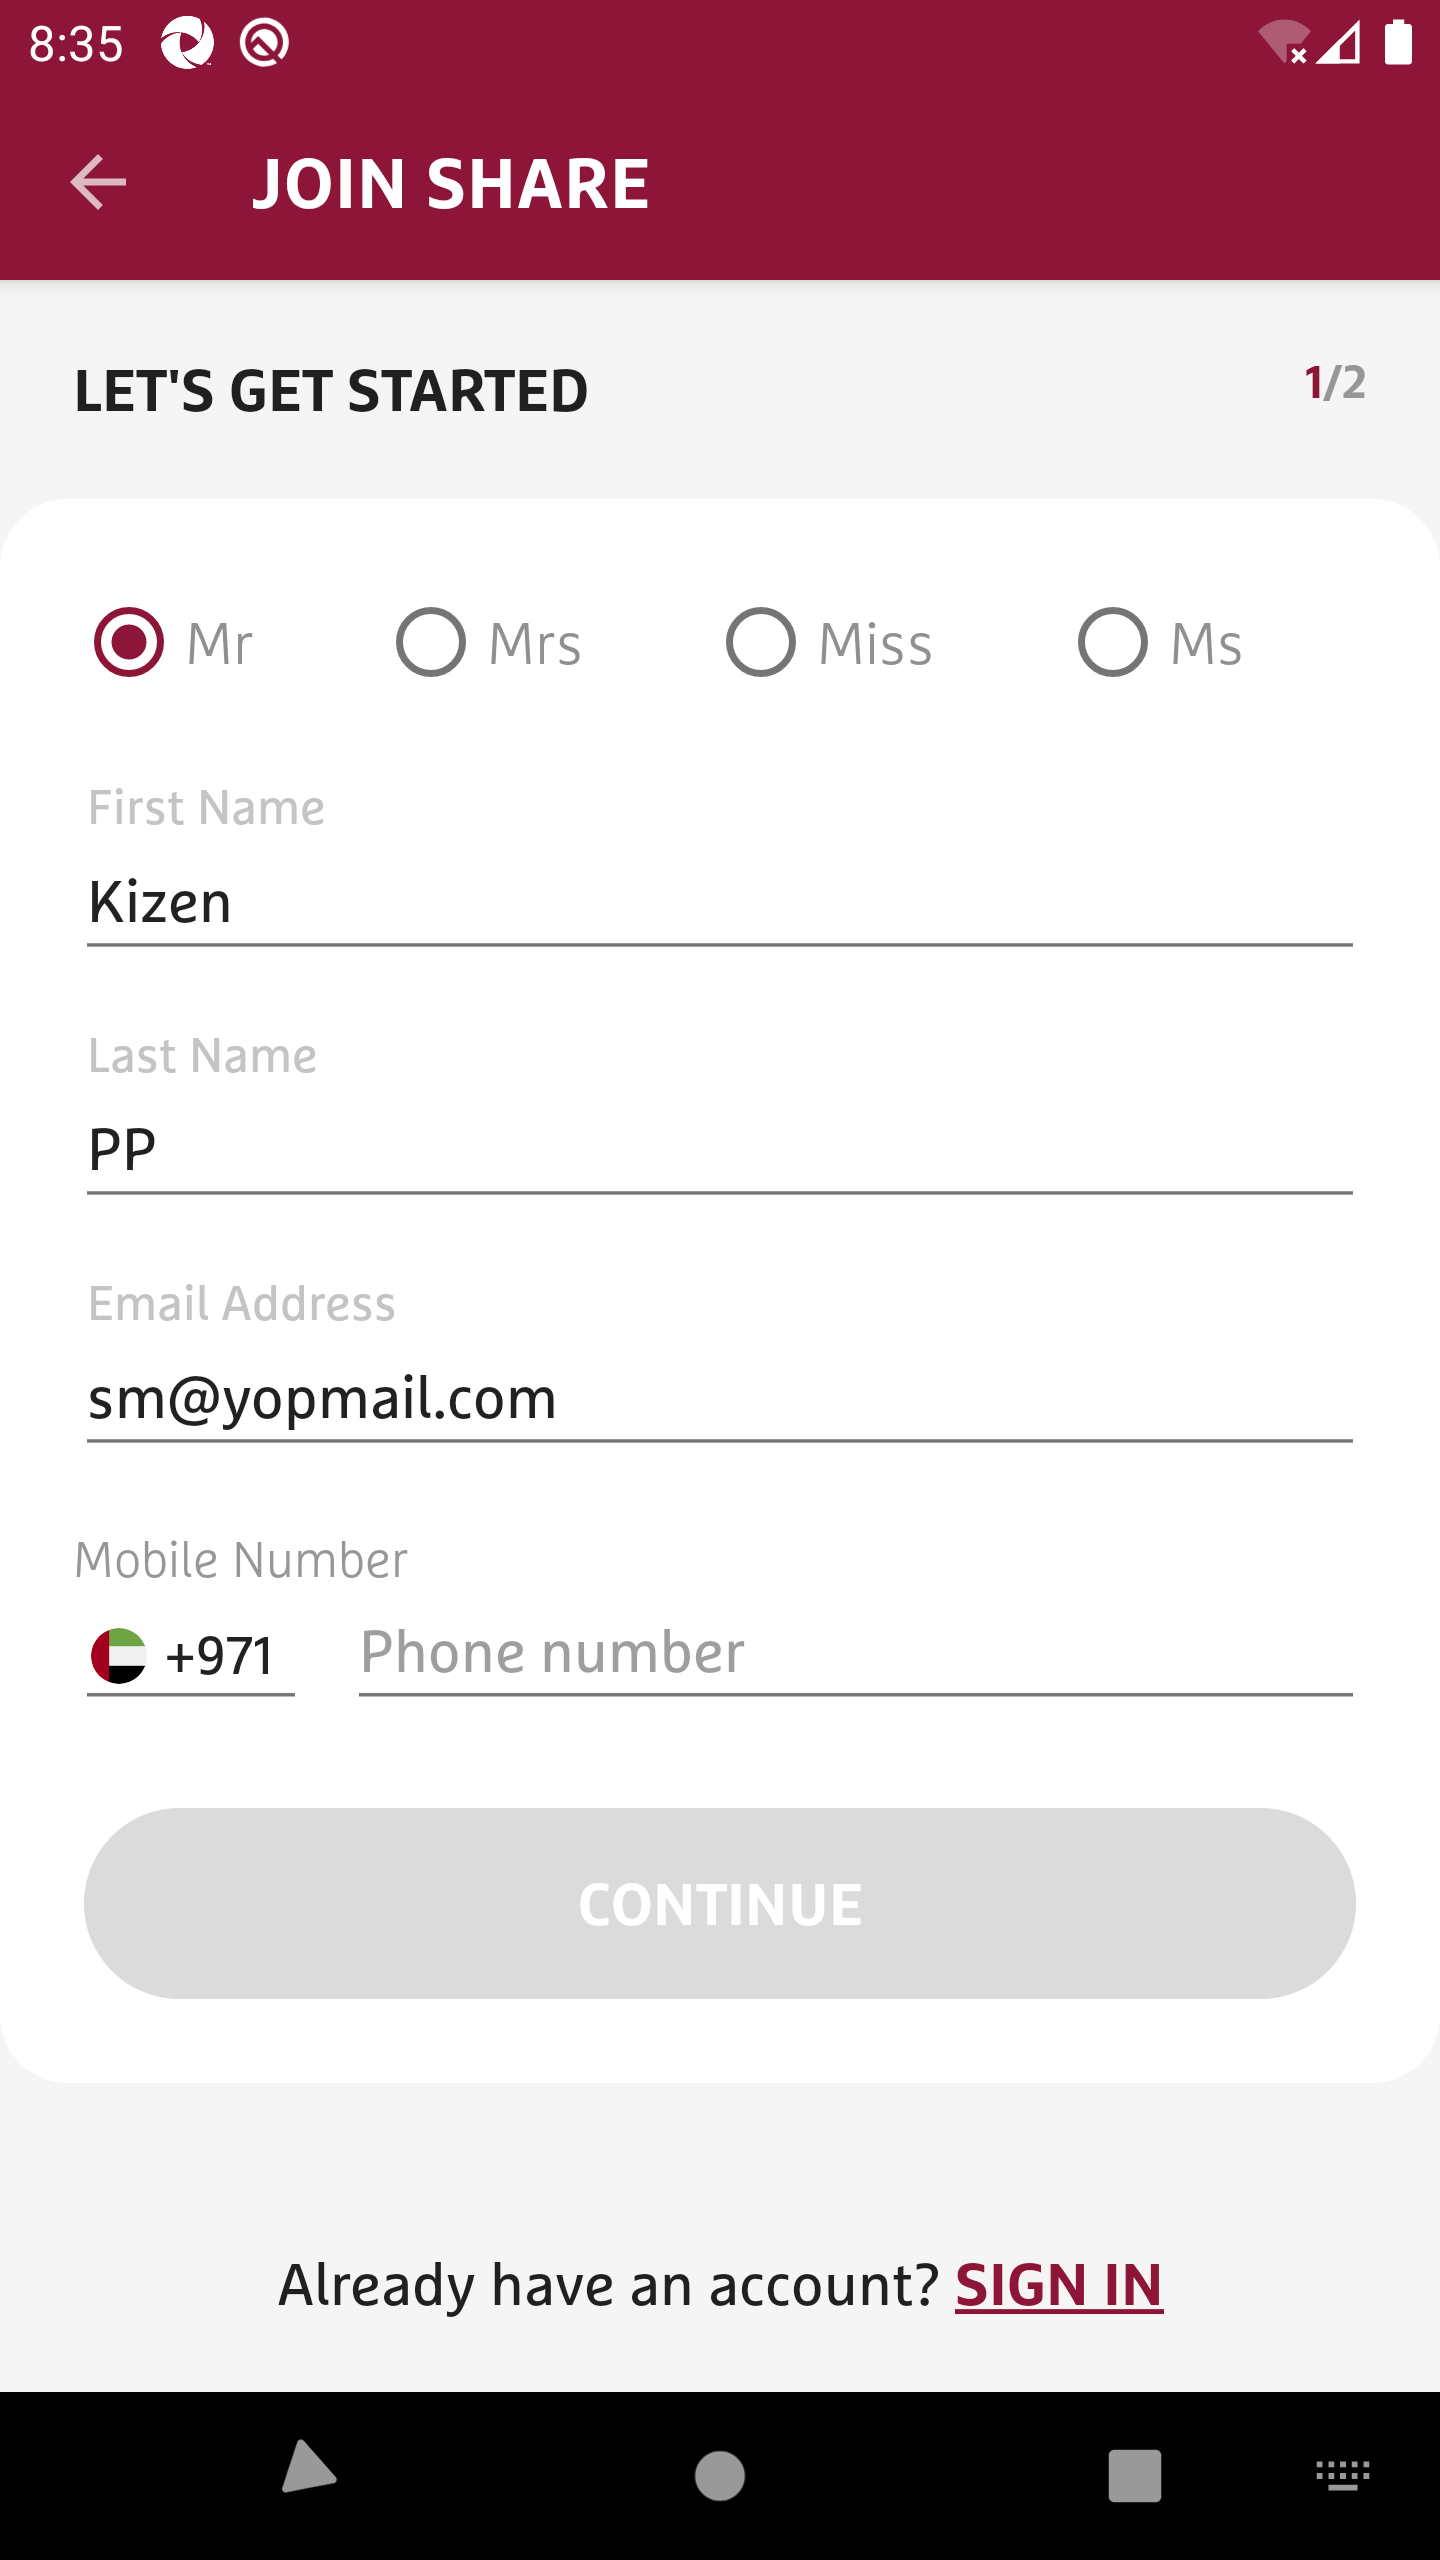 8:35
JOIN SHARE
LET'S GET STARTED
1/2
Mr Mrs Miss Ms
First Name
Kizen
Last Name
PP
Email Address
sm@yopmail.com
Mobile Number
+971 Phone number
CONTINUE
Already have an account? SIGN IN